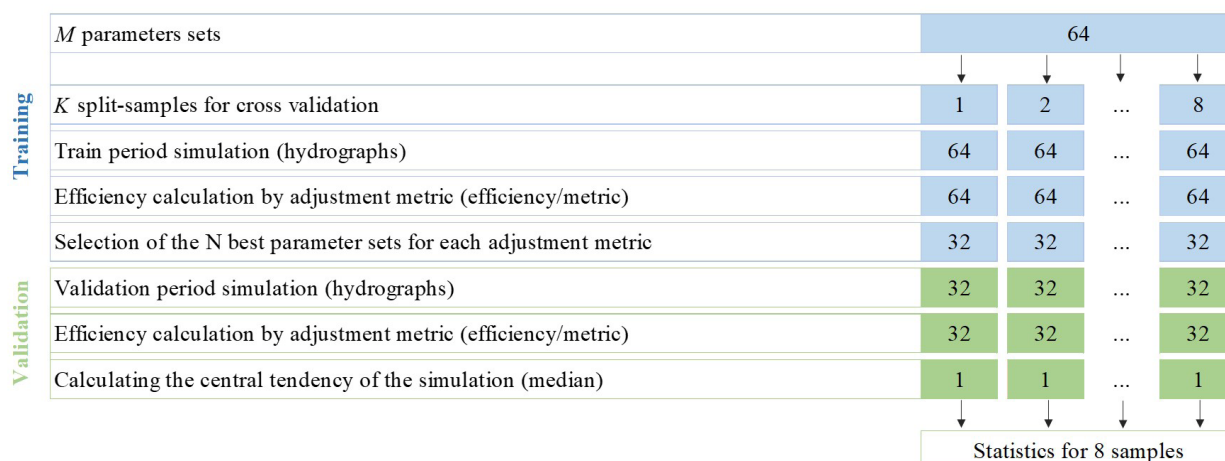 M parameters sets 64
Training
K split-samples for cross validation 1 2 ... 8
Train period simulation (hydrographs) 64 64 ... 64
Efficiency calculation by adjustment metric (efficiency/metric) 64 64 ... 64
Selection of the N best parameter sets for each adjustment metric 32 32 ... 32
Validation
Validation period simulation (hydrographs) 32 32 ... 32
Efficiency calculation by adjustment metric (efficiency/metric) 32 32 ... 32
Calculating the central tendency of the simulation (median) 1 1 ... 1
Statistics for 8 samples